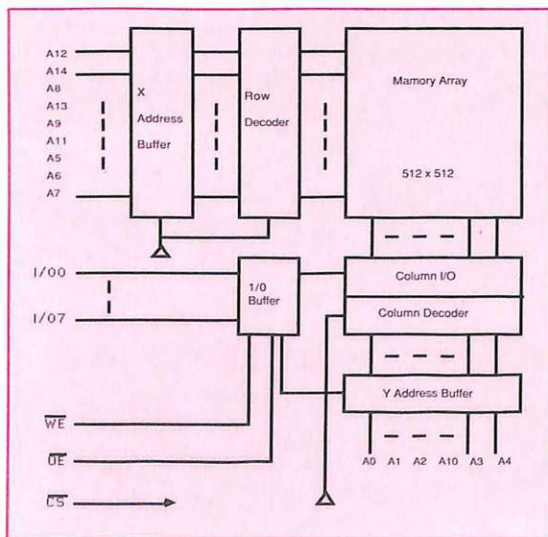 A12
A14
A8
A13
A9
A11
A5
A6
A7
X
Address
Buffer
Row
Decoder
Mamory Array
512 x 512
I/O0
I/O7
1/0
Buffer
Column I/O
Column Decoder
Y Address Buffer
WE
OE
CS
A0 A1 A2 A10 A3 A4